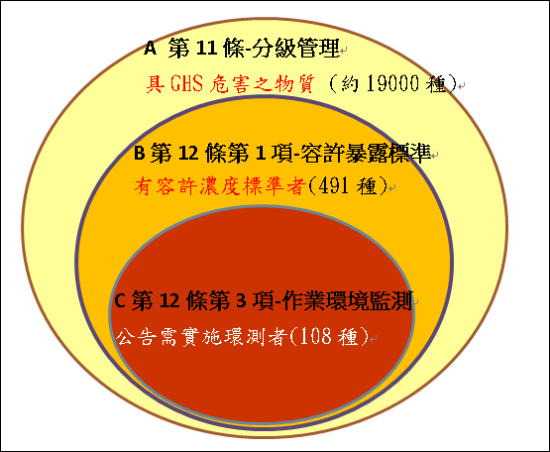 A 第 11 條-分級管理
具 GHS 危害之物質 (約 19000 種)
B 第 12 條第 1 項-容許暴露標準
有容許濃度標準者(491 種)
C 第 12 條第 3 項-作業環境監測
公告需實施環測者(108 種)